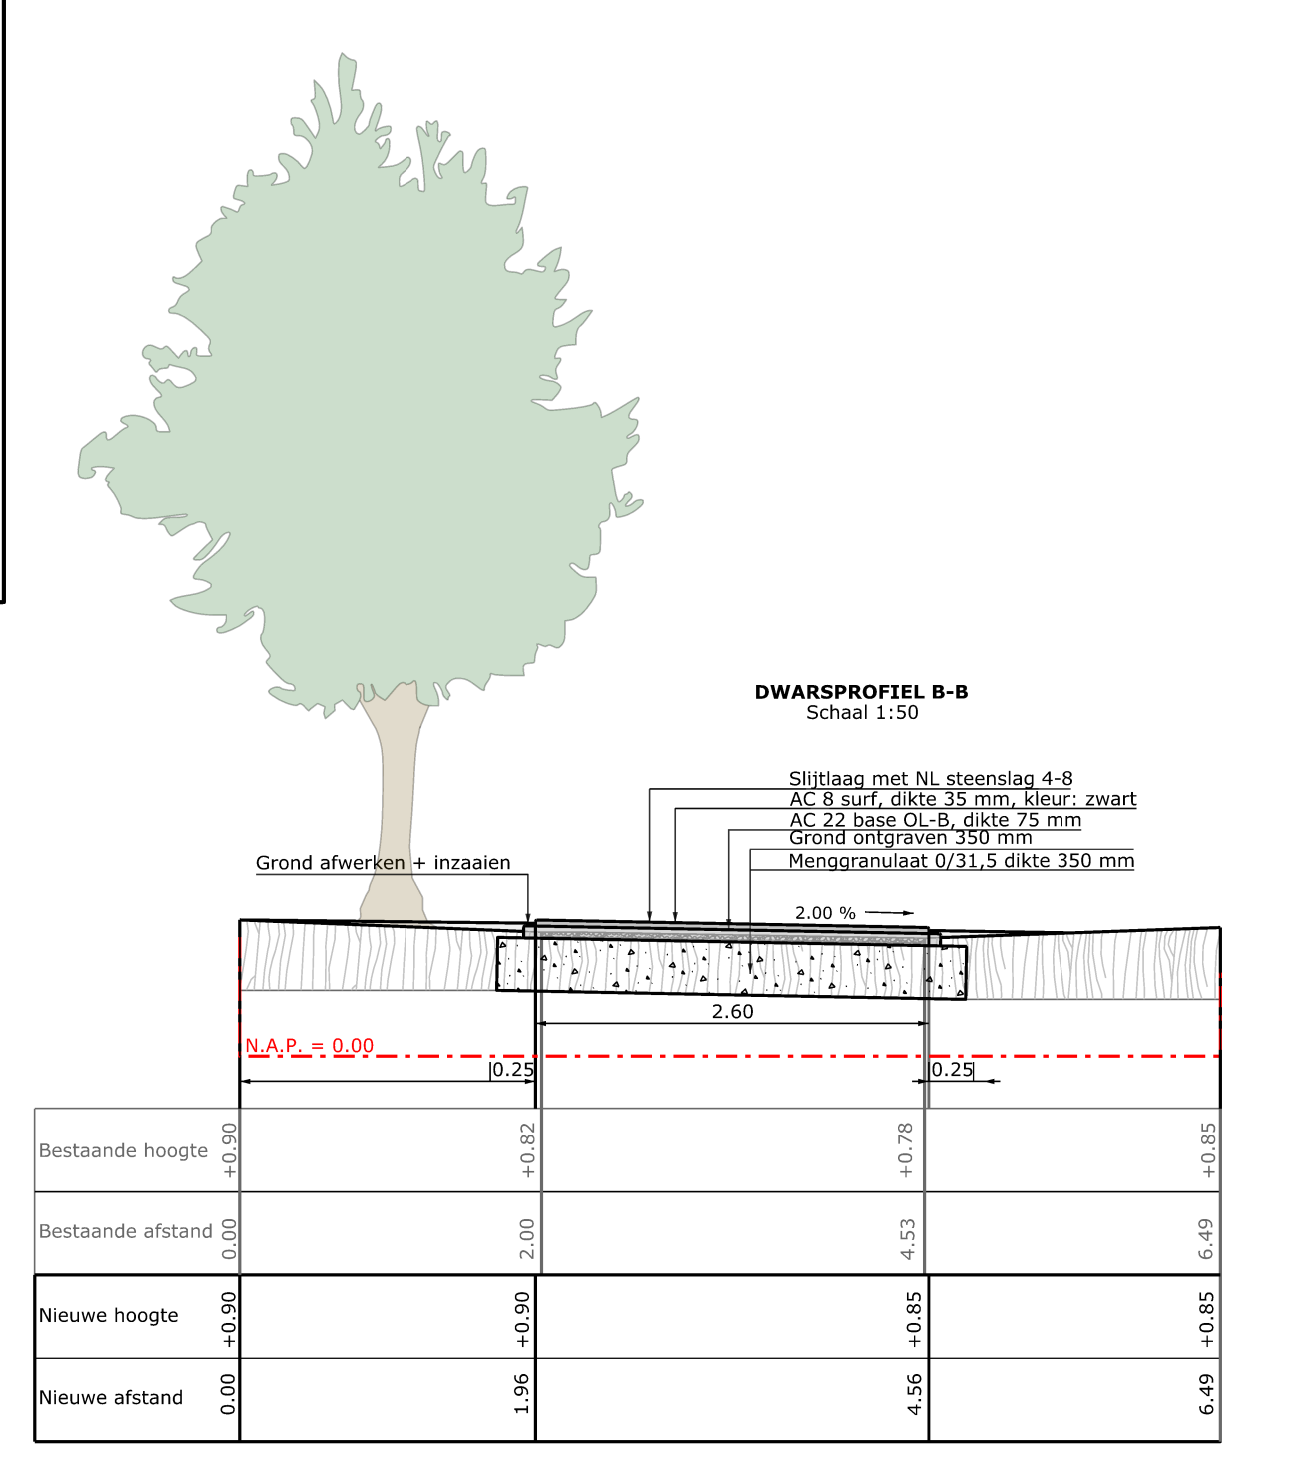 DWARSPROFIEL B-B
Schaal 1:50
Slijtlaag met NL steenslag 4-8
AC 8 surf, dikte 35 mm, kleur: zwart
AC 22 base OL-B, dikte 75 mm
Grond ontgraven 350 mm
Menggranulaat 0/31,5 dikte 350 mm
Grond afwerken + inzaaien
2.00 %
2.60
N.A.P. = 0.00
0.25 0.25
Bestaande hoogte +0.90 +0.82 +0.78 +0.85
Bestaande afstand 0.00 2.00 4.53 6.49
Nieuwe hoogte +0.90 +0.90 +0.85 +0.85
Nieuwe afstand 0.00 1.96 4.56 6.49